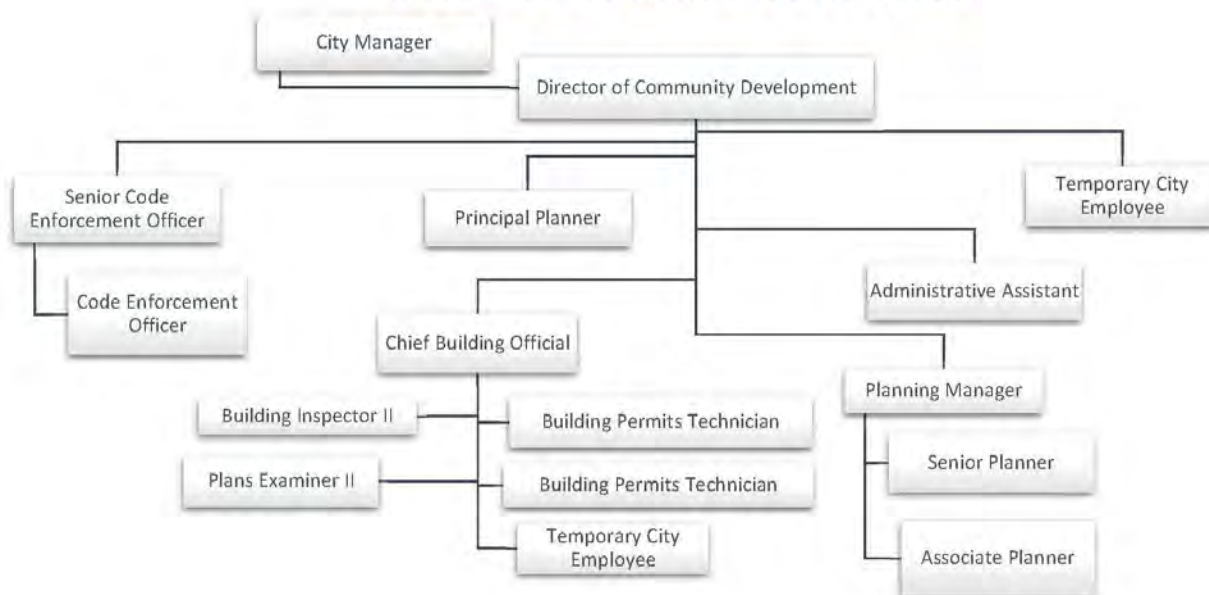 City Manager
Director of Community Development
Senior Code
Enforcement Officer
Principal Planner
Temporary City
Employee
Code Enforcement
Officer
Administrative Assistant
Chief Building Official
Planning Manager
Building Inspector II
Building Permits Technician
Senior Planner
Plans Examiner II
Building Permits Technician
Temporary City
Employee
Associate Planner